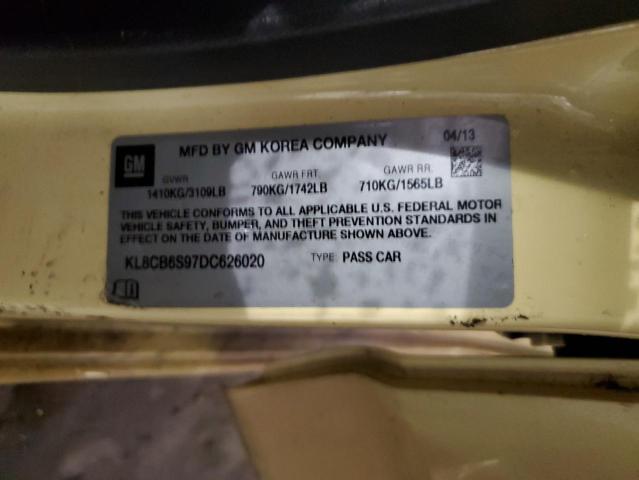 MFD BY GM KOREA COMPANY 04/13
GM
GVWR GAWR FRT. GAWR RR.
1410KG/3109LB 790KG/1742LB 710KG/1565LB
THIS VEHICLE CONFORMS TO ALL APPLICABLE U.S. FEDERAL MOTOR
VEHICLE SAFETY, BUMPER, AND THEFT PREVENTION STANDARDS IN
EFFECT ON THE DATE OF MANUFACTURE SHOWN ABOVE.
KL8CB6S97DC626020 TYPE: PASS CAR